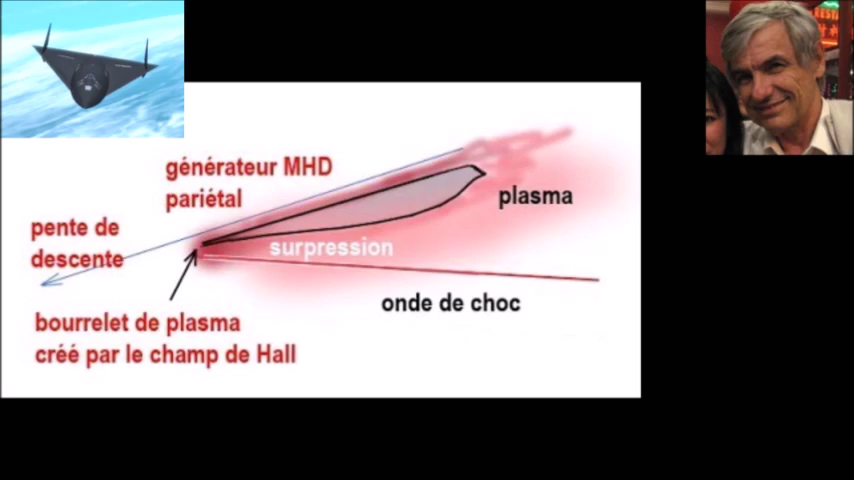 générateur MHD
pariétal
plasma
pente de
descente
surpression
onde de choc
bourrelet de plasma
créé par le champ de Hall